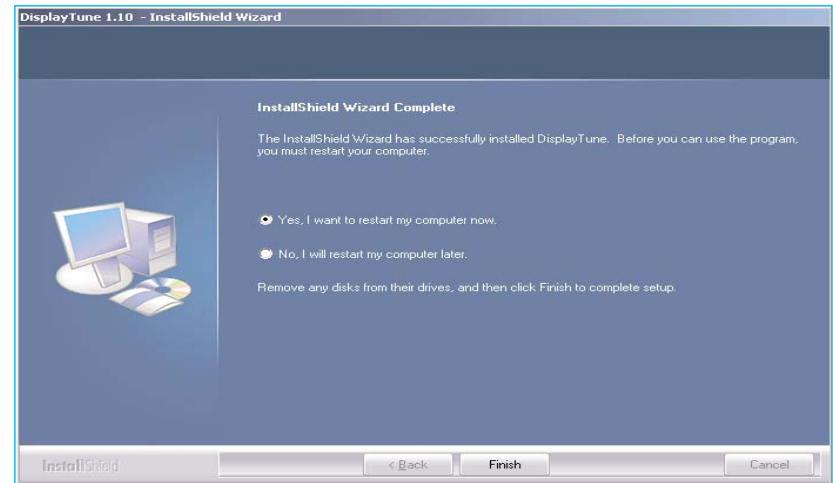 DisplayTune 1.10 - InstallShield Wizard
InstallShield Wizard Complete
The InstallShield Wizard has successfully installed DisplayTune. Before you can use the program,
you must restart your computer.
Yes, I want to restart my computer now.
No, I will restart my computer later.
Remove any disks from their drives, and then click Finish to complete setup.
InstallShield
< Back
Finish
Cancel